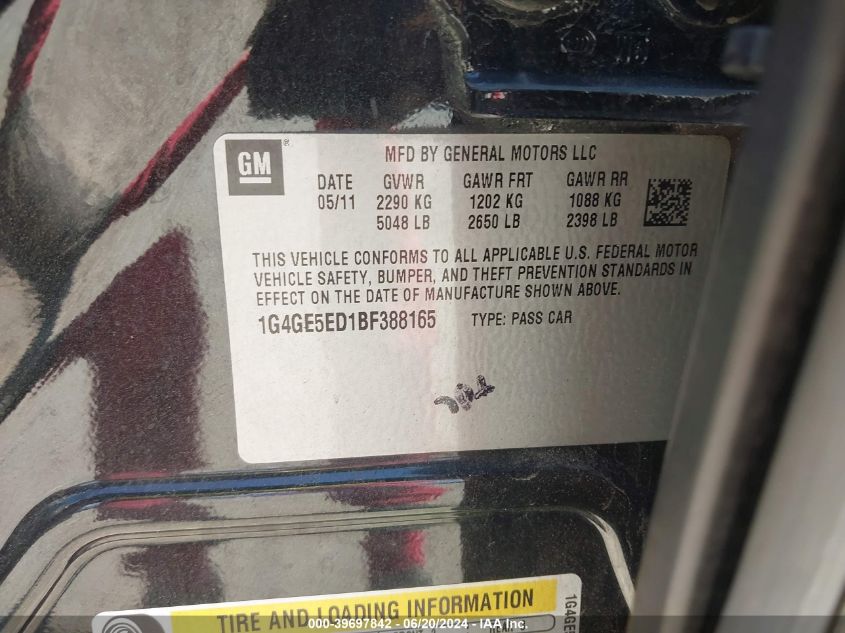 GM ®
MFD BY GENERAL MOTORS LLC
DATE GVWR GAWR FRT GAWR RR
05/11 2290 KG 1202 KG 1088 KG
5048 LB 2650 LB 2398 LB
THIS VEHICLE CONFORMS TO ALL APPLICABLE U.S. FEDERAL MOTOR
VEHICLE SAFETY, BUMPER, AND THEFT PREVENTION STANDARDS IN
EFFECT ON THE DATE OF MANUFACTURE SHOWN ABOVE.
1G4GE5ED1BF388165 TYPE: PASS CAR
TIRE AND LOADING INFORMATION
1G4GE
000-39697842 - 06/20/2024 - IAA, Inc.